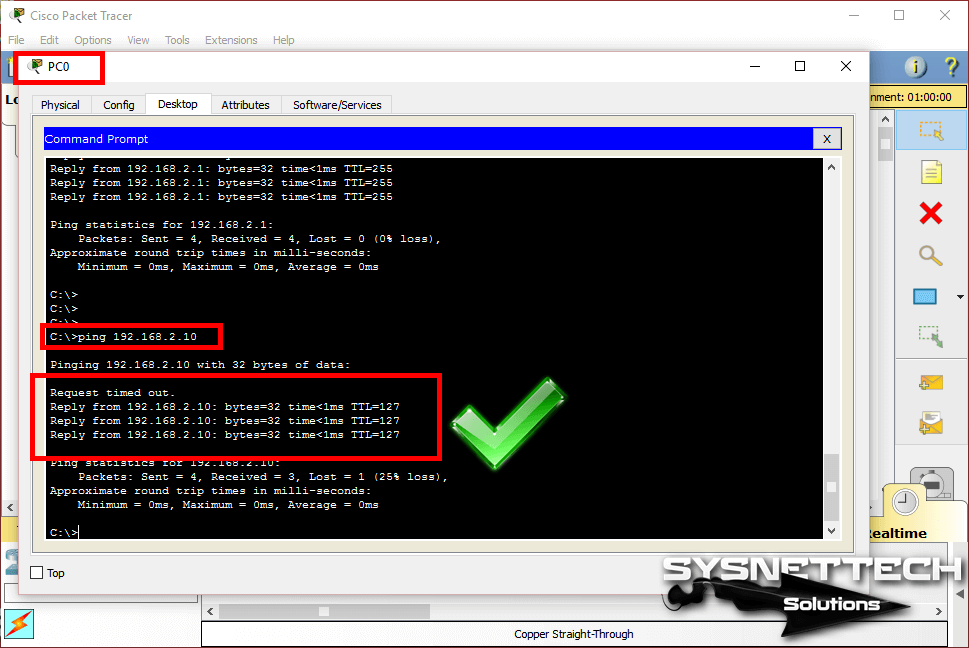 Cisco Packet Tracer
File Edit Options View Tools Extensions Help
PC0
nment: 01:00:00
Physical Config Desktop Attributes Software/Services
Command Prompt X
Reply from 192.168.2.1: bytes=32 time<1ms TTL=255
Reply from 192.168.2.1: bytes=32 time<1ms TTL=255
Reply from 192.168.2.1: bytes=32 time<1ms TTL=255
Ping statistics for 192.168.2.1:
Packets: Sent = 4, Received = 4, Lost = 0 (0% loss),
Approximate round trip times in milli-seconds:
Minimum = 0ms, Maximum = 0ms, Average = 0ms
C:\>
C:\>
C:\>
C:\>ping 192.168.2.10
Pinging 192.168.2.10 with 32 bytes of data:
Request timed out.
Reply from 192.168.2.10: bytes=32 time<1ms TTL=127
Reply from 192.168.2.10: bytes=32 time<1ms TTL=127
Reply from 192.168.2.10: bytes=32 time<1ms TTL=127
Ping statistics for 192.168.2.10:
Packets: Sent = 4, Received = 3, Lost = 1 (25% loss),
Approximate round trip times in milli-seconds:
Minimum = 0ms, Maximum = 0ms, Average = 0ms
C:\>
Realtime
Top
SYSNETTECH
Solutions
Copper Straight-Through